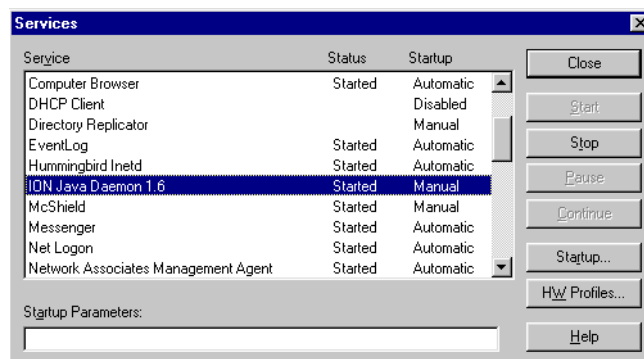 Services
Service Status Startup
Computer Browser Started Automatic
DHCP Client Disabled
Directory Replicator Manual
EventLog Started Automatic
Hummingbird Inetd Started Automatic
ION Java Daemon 1.6 Started Manual
McShield Started Manual
Messenger Started Automatic
Net Logon Started Automatic
Network Associates Management Agent Started Automatic
Startup Parameters:
Close
Start
Stop
Pause
Continue
Startup...
HW Profiles...
Help